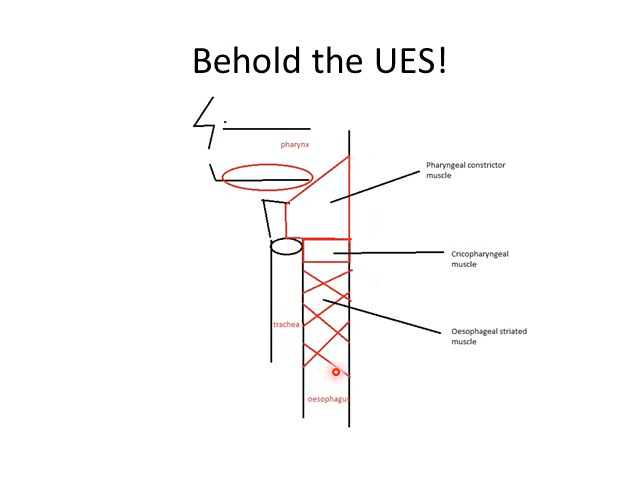 Behold the UES!
pharynx
Pharyngeal constrictor
muscle
Cricopharyngeal
muscle
trachea
Oesophageal striated
muscle
oesophagus